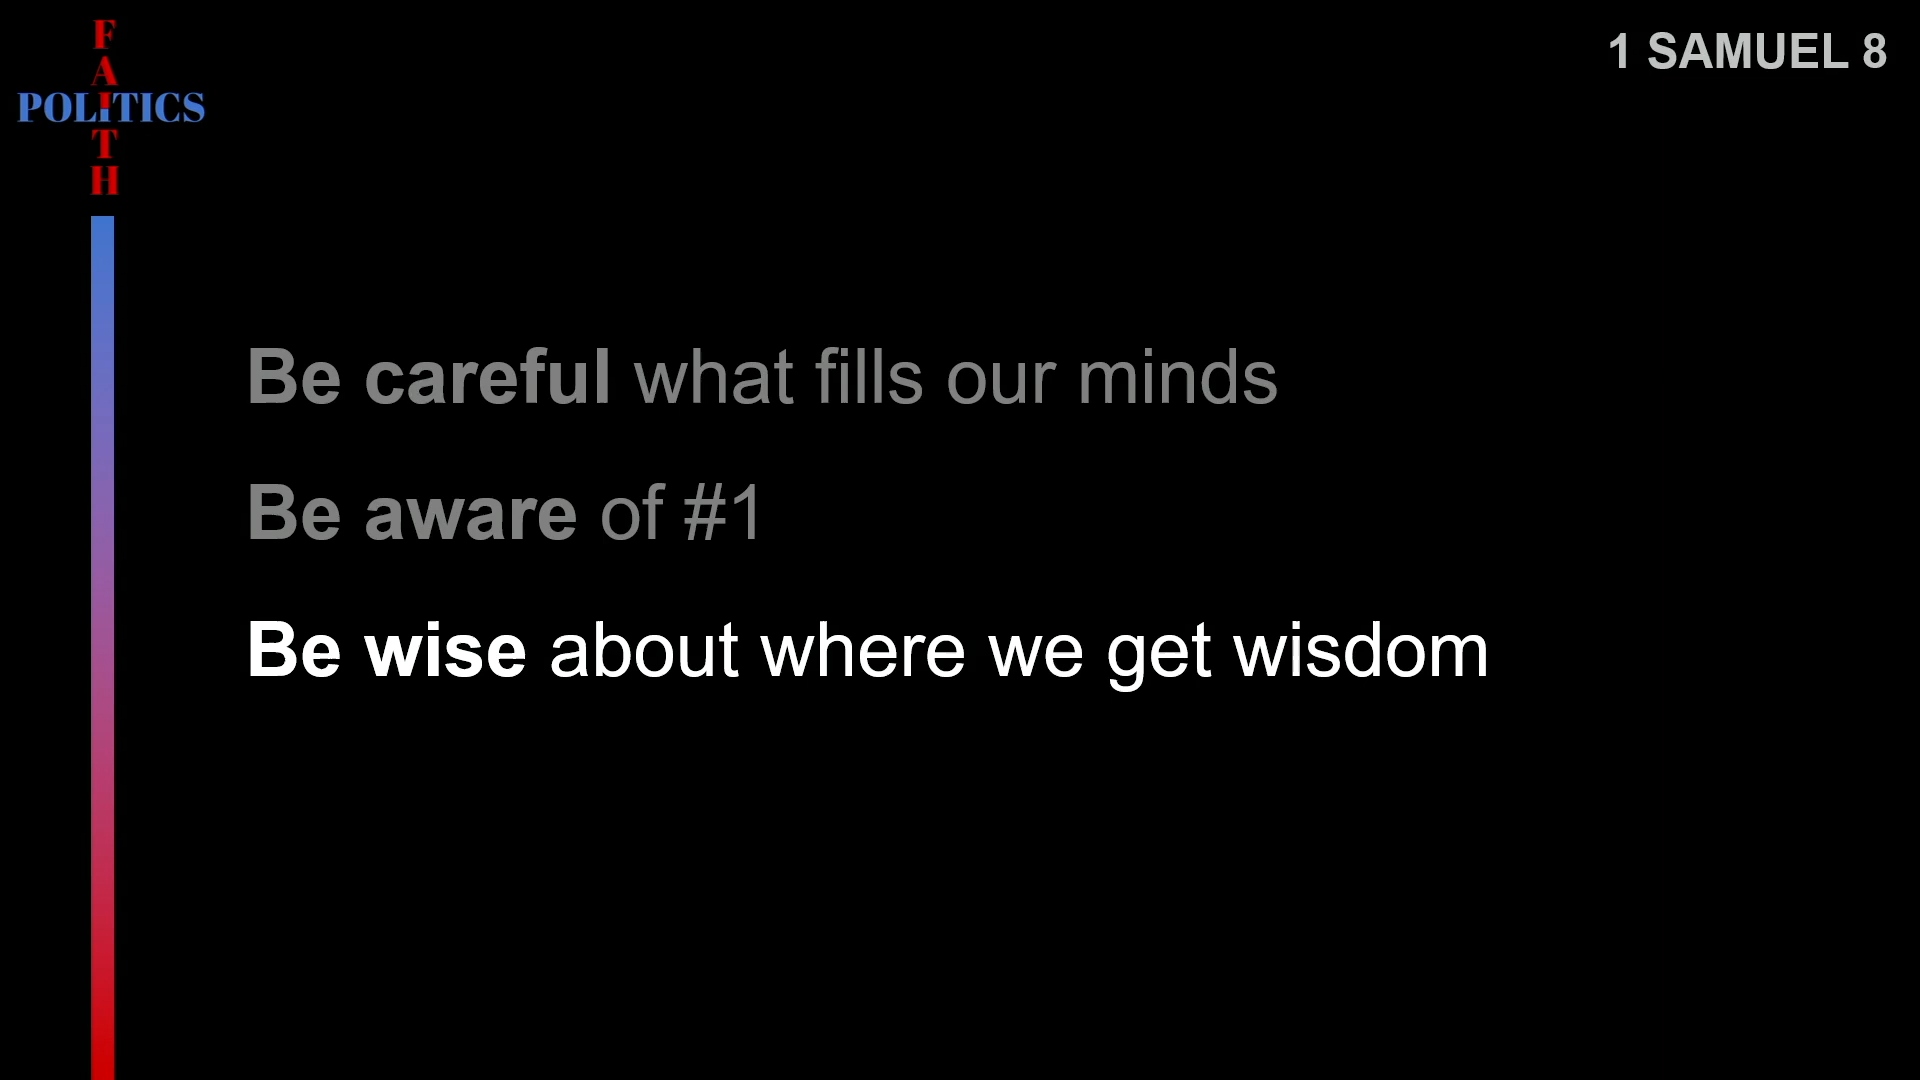 FAITH
POLITICS
1 SAMUEL 8
Be careful what fills our minds
Be aware of #1
Be wise about where we get wisdom